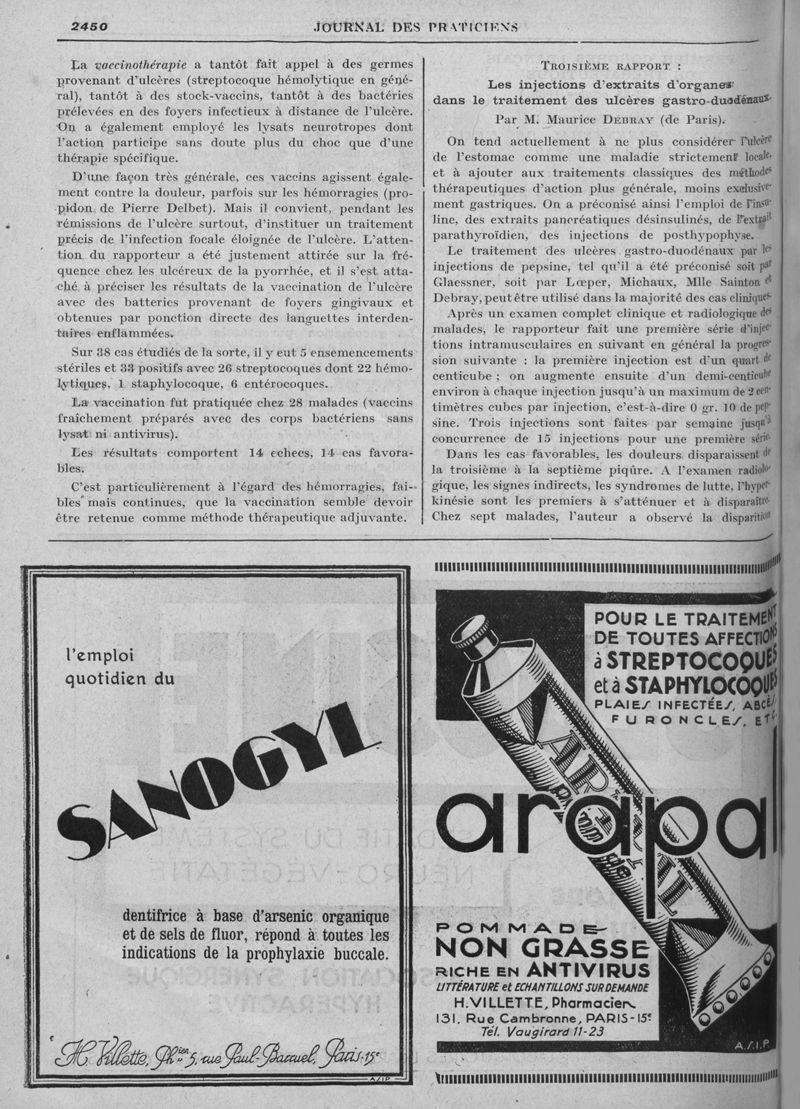 2450
JOURNAL DES PRATICIENS
La vaccinothérapie a tantôt fait appel à des germes
provenant d'ulcères (streptocoque hémolytique en géné-
ral), tantôt à des stock-vaccins, tantôt à des bactéries
prélevées en des foyers infectieux à distance de l'ulcère.
On a également employé les lysats neurotropes dont
l'action participe sans doute plus du choc que d'une
thérapie spécifique.
D'une façon très générale, ces vaccins agissent égale-
ment contre la douleur, parfois sur les hémorragies (pro-
pidon de Pierre Delbet). Mais il convient, pendant les
rémissions de l'ulcère surtout, d'instituer un traitement
précis de l'infection focale éloignée de l'ulcère. L'atten-
tion du rapporteur a été justement attirée sur la fré-
quence chez les ulcéreux de la pyorrhée, et il s'est atta-
ché à préciser les résultats de la vaccination de l'ulcère
avec des batteries provenant de foyers gingivaux et
obtenues par ponction directe des languettes interden-
taires enflammées.
Sur 38 cas étudiés de la sorte, il y eut 5 ensemencements
stériles et 33 positifs avec 26 streptocoques dont 22 hémo-
lytiques, 1 staphylocoque, 6 entérocoques.
La vaccination fut pratiquée chez 28 malades (vaccins
fraîchement préparés avec des corps bactériens sans
lysat ni antivirus).
Les résultats comportent 14 echecs, 14 cas favora-
bles.
C'est particulièrement à l'égard des hémorragies, fai-
bles mais continues, que la vaccination semble devoir
être retenue comme méthode thérapeutique adjuvante.
TROISIÈME RAPPORT :
Les injections d'extraits d'organes
dans le traitement des ulcères gastro-duodénaux
Par M. Maurice DEBRAY (de Paris).
On tend actuellement à ne plus considérer l'ulcère
de l'estomac comme une maladie strictement locale
et à ajouter aux traitements classiques des méthodes
thérapeutiques d'action plus générale, moins exclusive-
ment gastriques. On a préconisé ainsi l'emploi de l'insu-
line, des extraits pancréatiques désinsulinés, de l'extrait
parathyroïdien, des injections de posthypophyse.
Le traitement des ulcères gastro-duodénaux par les
injections de pepsine, tel qu'il a été préconisé soit par
Glaessner, soit par Lœper, Michaux, Mlle Sainton et
Debray, peut être utilisé dans la majorité des cas cliniques.
Après un examen complet clinique et radiologique des
malades, le rapporteur fait une première série d'injec-
tions intramusculaires en suivant en général la progres-
sion suivante : la première injection est d'un quart de
centicube ; on augmente ensuite d'un demi-centicube
environ à chaque injection jusqu'à un maximum de 2 cen-
timètres cubes par injection, c'est-à-dire 0 gr. 10 de pep-
sine. Trois injections sont faites par semaine jusqu'à
concurrence de 15 injections pour une première série.
Dans les cas favorables, les douleurs disparaissent de
la troisième à la septième piqûre. A l'examen radiolo-
gique, les signes indirects, les syndromes de lutte, l'hyper-
kinésie sont les premiers à s'atténuer et à disparaître.
Chez sept malades, l'auteur a observé la disparition
l'emploi
quotidien du
SANOGYL
dentifrice à base d'arsenic organique
et de sels de fluor, répond à toutes les
indications de la prophylaxie buccale.
H. Villette, Phien 5, rue Paul-Barruel, Paris-15e
A.S.I.P.
POUR LE TRAITEMENT
DE TOUTES AFFECTIONS
à STREPTOCOQUES
et à STAPHYLOCOQUES
PLAIES INFECTÉES, ABCÈS,
FURONCLES, ETC.
arapal
POMMADE
NON GRASSE
RICHE EN ANTIVIRUS
LITTÉRATURE et ECHANTILLONS SUR DEMANDE
H. VILLETTE, Pharmacien
131, Rue Cambronne, PARIS-15e
Tél. Vaugirard 11-23
A.S.I.P.